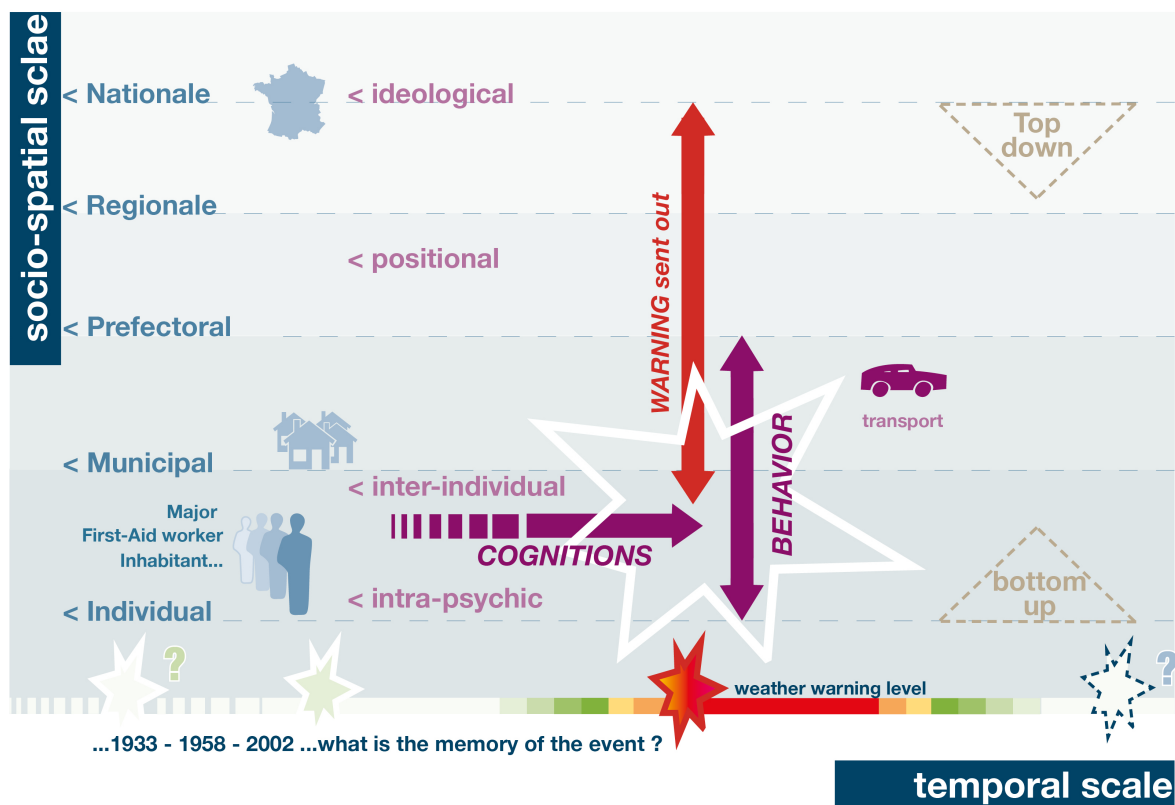 socio-spatial sclae
< Nationale
< ideological
Top
down
< Regionale
< positional
WARNING sent out
< Prefectoral
transport
BEHAVIOR
< Municipal
< inter-individual
Major
First-Aid worker
Inhabitant...
COGNITIONS
bottom
up
< intra-psychic
< Individual
?
?
weather warning level
...1933 - 1958 - 2002 ...what is the memory of the event ?
temporal scale